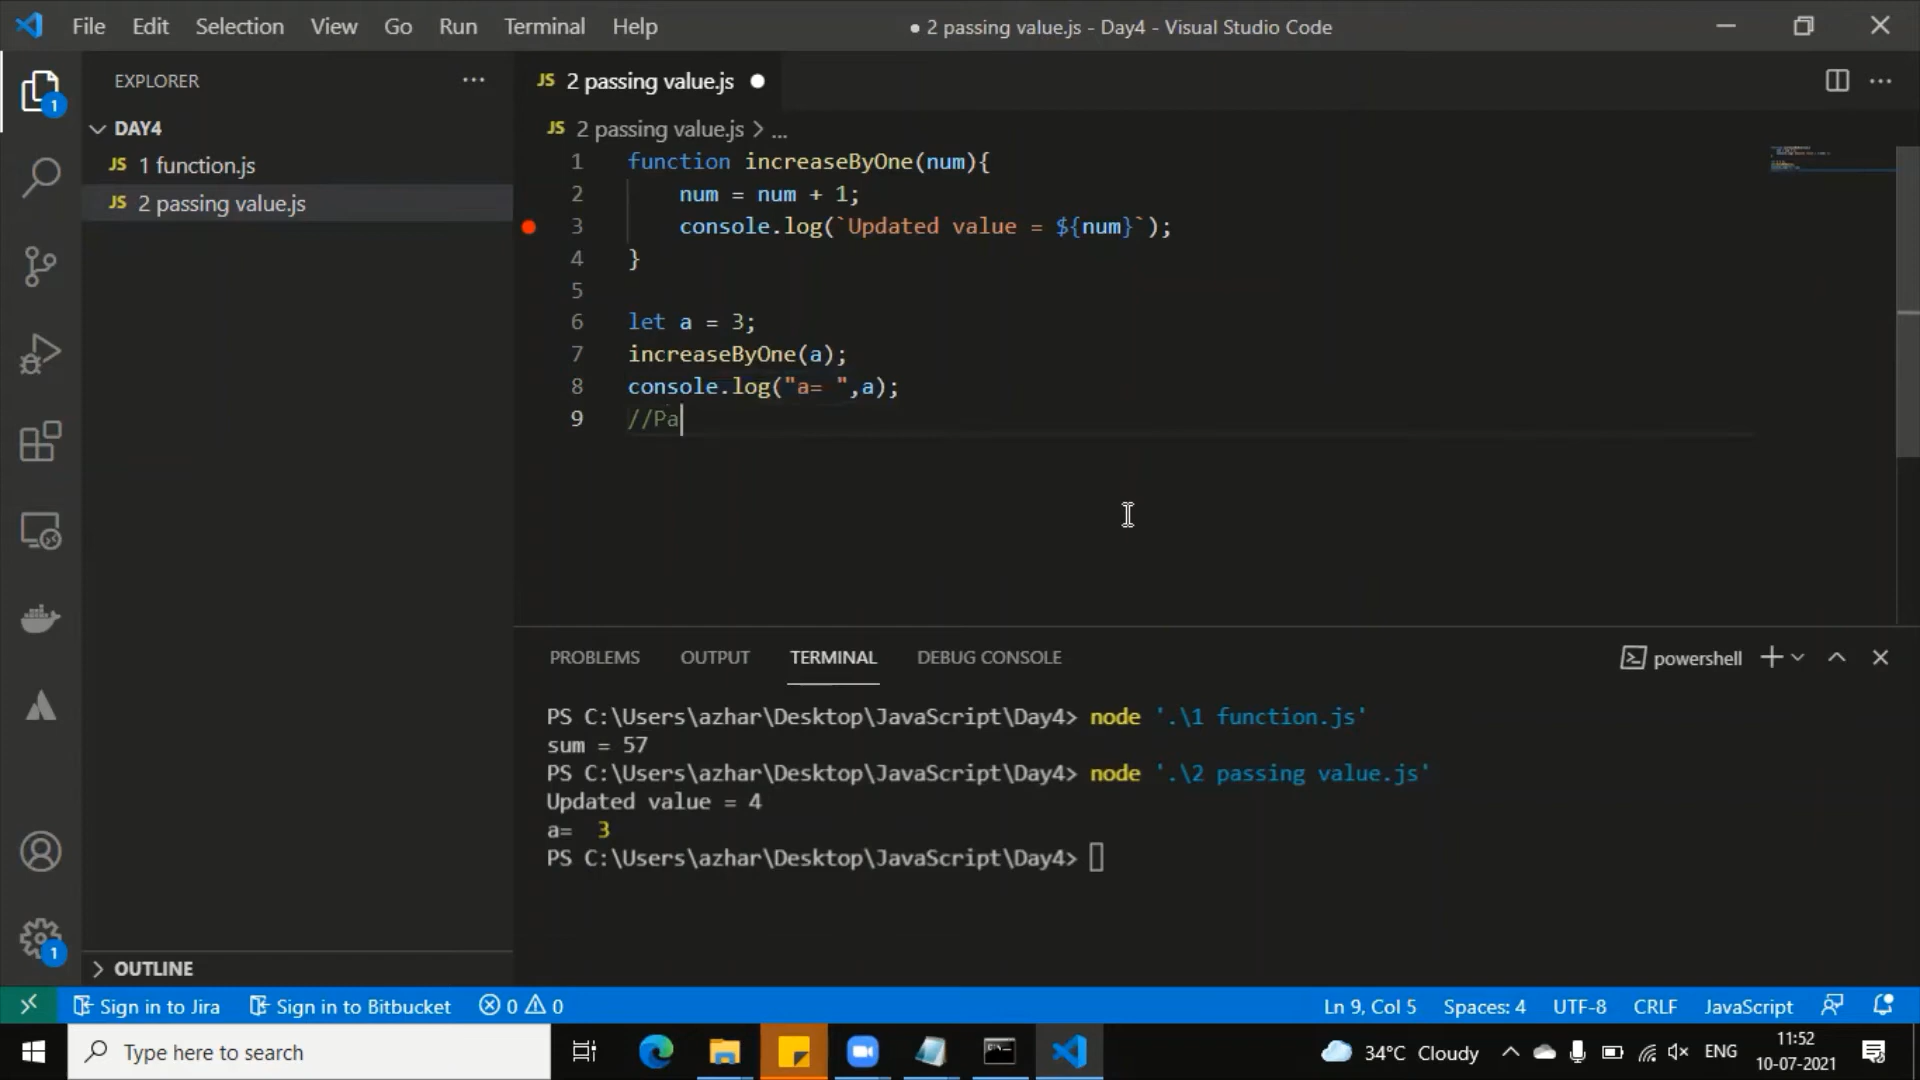 File Edit Selection View Go Run Terminal Help
● 2 passing value.js - Day4 - Visual Studio Code
EXPLORER
DAY4
JS 1 function.js
JS 2 passing value.js
OUTLINE
JS 2 passing value.js ●
JS 2 passing value.js > ...
1 function increaseByOne(num){
2     num = num + 1;
3     console.log(`Updated value = ${num}`);
4 }
5
6 let a = 3;
7 increaseByOne(a);
8 console.log("a= ",a);
9 //Pa
PROBLEMS OUTPUT TERMINAL DEBUG CONSOLE
powershell
PS C:\Users\azhar\Desktop\JavaScript\Day4> node '.\1 function.js'
sum = 57
PS C:\Users\azhar\Desktop\JavaScript\Day4> node '.\2 passing value.js'
Updated value = 4
a=  3
PS C:\Users\azhar\Desktop\JavaScript\Day4>
1
1
Sign in to Jira Sign in to Bitbucket 0 0
Ln 9, Col 5 Spaces: 4 UTF-8 CRLF JavaScript
Type here to search
34°C Cloudy ENG
11:52
10-07-2021